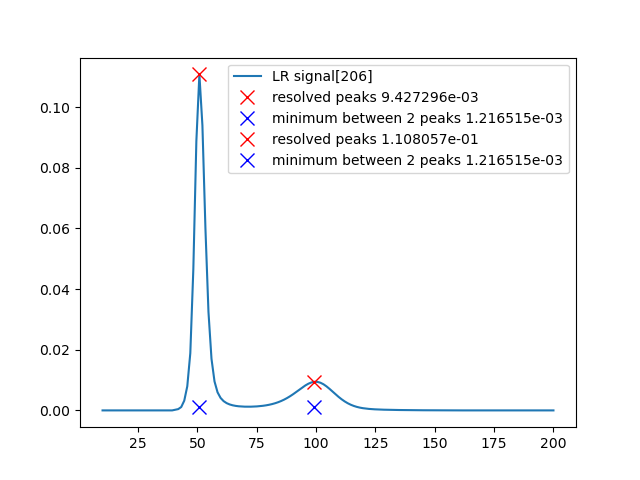 LR signal[206]
resolved peaks 9.427296e-03
minimum between 2 peaks 1.216515e-03
resolved peaks 1.108057e-01
minimum between 2 peaks 1.216515e-03
0.10
0.08
0.06
0.04
0.02
0.00
25 50 75 100 125 150 175 200